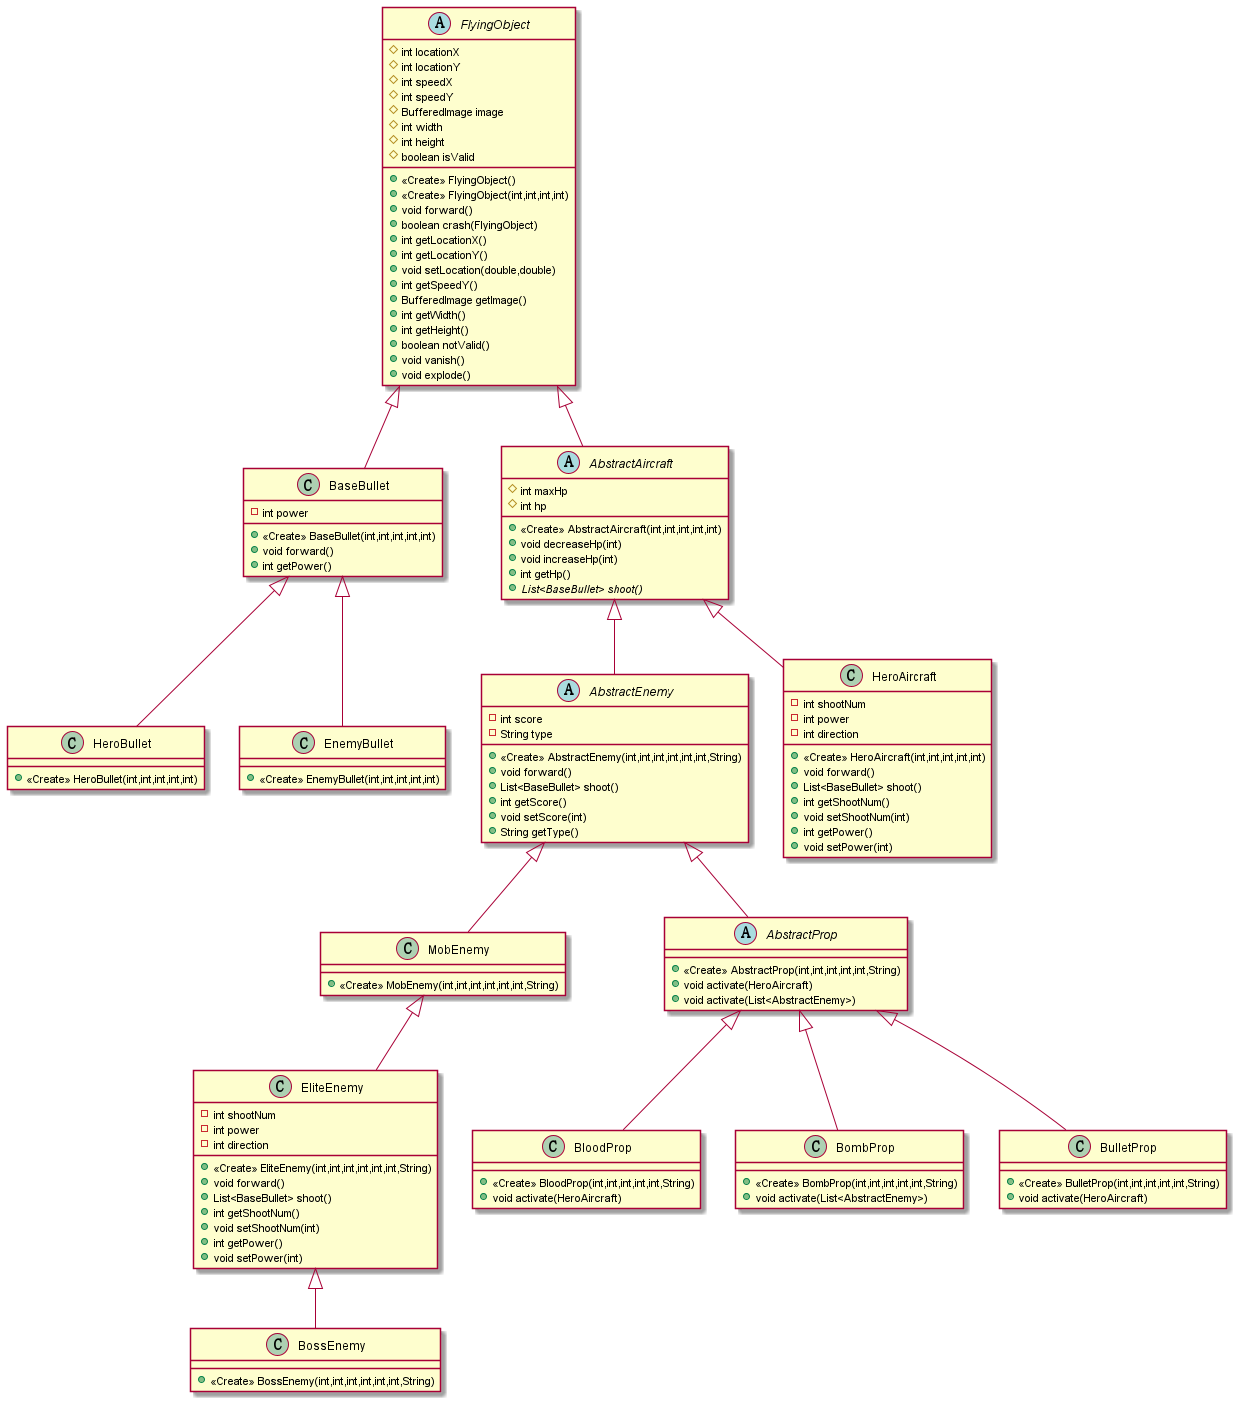 A FlyingObject
int locationX
int locationY
int speedX
int speedY
BufferedImage image
int width
int height
boolean isValid
«Create» FlyingObject()
«Create» FlyingObject(int,int,int,int)
void forward()
boolean crash(FlyingObject)
int getLocationX()
int getLocationY()
void setLocation(double,double)
int getSpeedY()
BufferedImage getImage()
int getWidth()
int getHeight()
boolean notValid()
void vanish()
void explode()
C BaseBullet
int power
«Create» BaseBullet(int,int,int,int,int)
void forward()
int getPower()
A AbstractAircraft
int maxHp
int hp
«Create» AbstractAircraft(int,int,int,int,int)
void decreaseHp(int)
void increaseHp(int)
int getHp()
List<BaseBullet> shoot()
C HeroBullet
«Create» HeroBullet(int,int,int,int,int)
C EnemyBullet
«Create» EnemyBullet(int,int,int,int,int)
A AbstractEnemy
int score
String type
«Create» AbstractEnemy(int,int,int,int,int,int,String)
void forward()
List<BaseBullet> shoot()
int getScore()
void setScore(int)
String getType()
C HeroAircraft
int shootNum
int power
int direction
«Create» HeroAircraft(int,int,int,int,int)
void forward()
List<BaseBullet> shoot()
int getShootNum()
void setShootNum(int)
int getPower()
void setPower(int)
C MobEnemy
«Create» MobEnemy(int,int,int,int,int,int,String)
A AbstractProp
«Create» AbstractProp(int,int,int,int,int,String)
void activate(HeroAircraft)
void activate(List<AbstractEnemy>)
C EliteEnemy
int shootNum
int power
int direction
«Create» EliteEnemy(int,int,int,int,int,int,String)
void forward()
List<BaseBullet> shoot()
int getShootNum()
void setShootNum(int)
int getPower()
void setPower(int)
C BloodProp
«Create» BloodProp(int,int,int,int,int,String)
void activate(HeroAircraft)
C BombProp
«Create» BombProp(int,int,int,int,int,String)
void activate(List<AbstractEnemy>)
C BulletProp
«Create» BulletProp(int,int,int,int,int,String)
void activate(HeroAircraft)
C BossEnemy
«Create» BossEnemy(int,int,int,int,int,int,String)